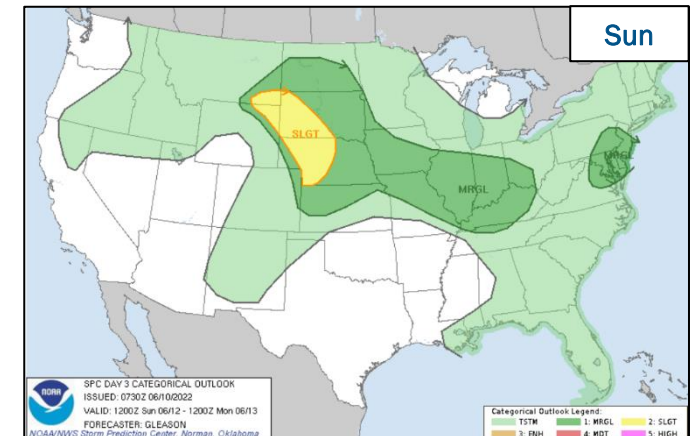 Sun
SLGT
MRGL
MRGL
NOAA
SPC DAY 3 CATEGORICAL OUTLOOK
ISSUED: 0730Z 06/10/2022
VALID: 1200Z Sun 06/12 - 1200Z Mon 06/13
FORECASTER: GLEASON
NOAA/NWS Storm Prediction Center, Norman, Oklahoma
Categorical Outlook Legend:
TSTM 1: MRGL 2: SLGT
3: ENH 4: MDT 5: HIGH